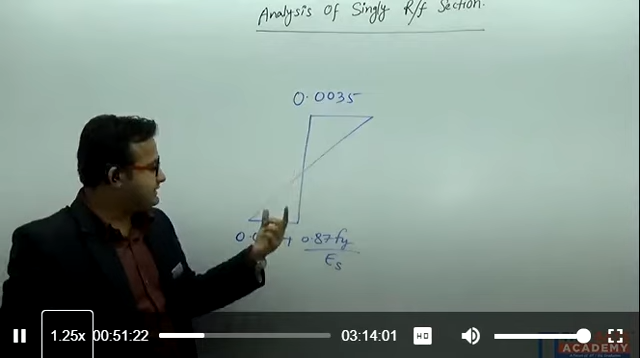 Analysis Of Singly R/f Section.
0.0035
0.87fy
Es
1.25x 00:51:22 03:14:01 HD
ACADEMY